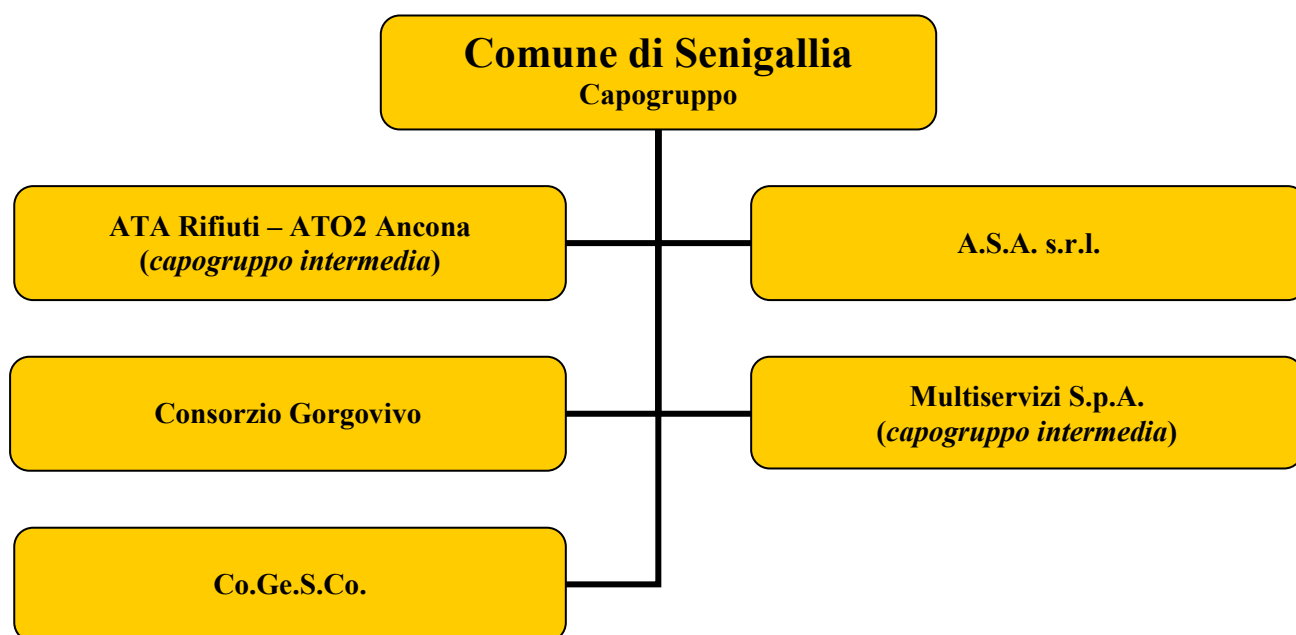 Comune di Senigallia
Capogruppo
ATA Rifiuti – ATO2 Ancona
(capogruppo intermedia)
A.S.A. s.r.l.
Consorzio Gorgovivo
Multiservizi S.p.A.
(capogruppo intermedia)
Co.Ge.S.Co.